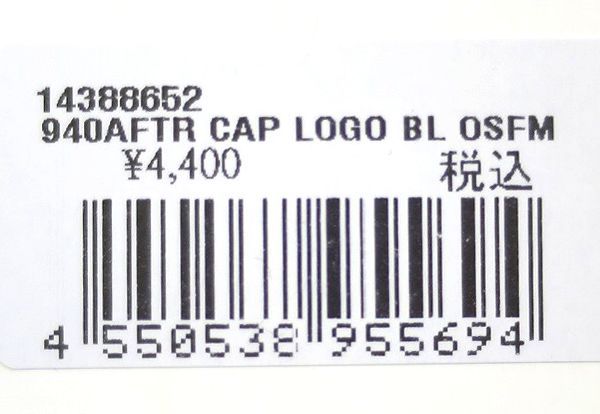 14388652
940AFTR CAP LOGO BL OSFM
¥4,400 税込
4 550538 955694